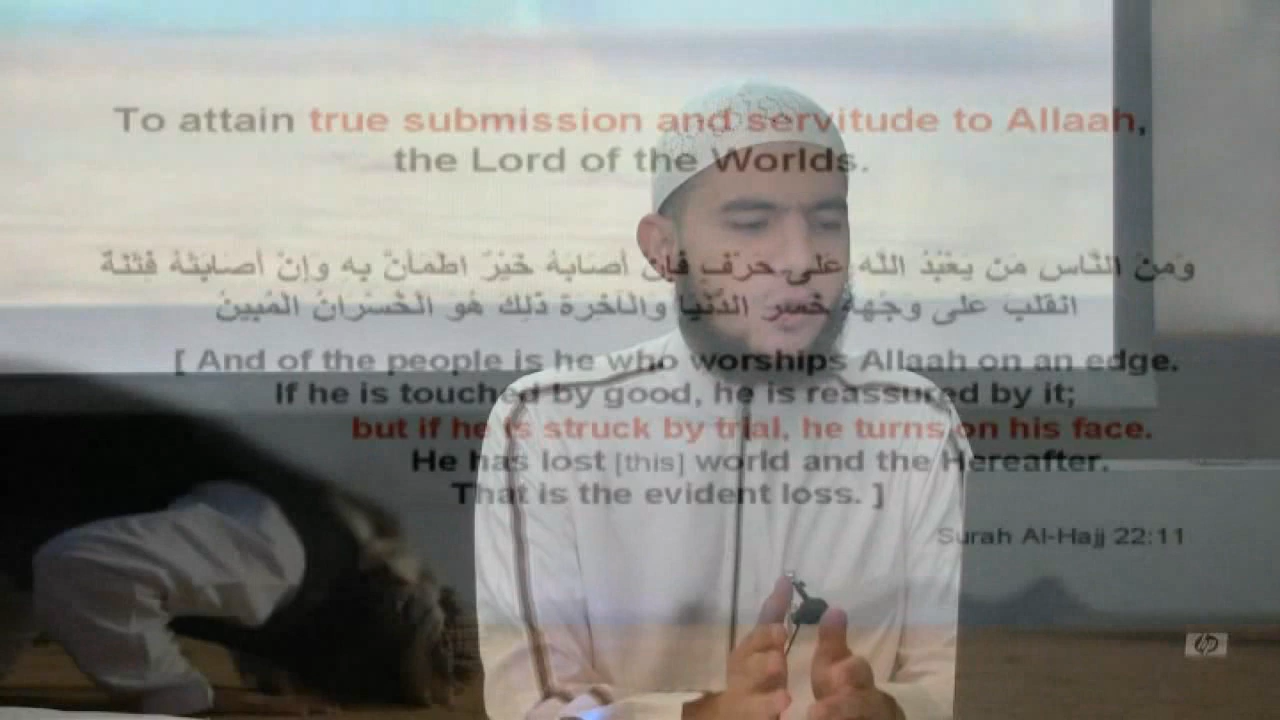 To attain true submission and servitude to Allaah,
the Lord of the Worlds.
وَمِنَ النَّاسِ مَن يَعْبُدُ اللَّهَ عَلَى حَرْفٍ فَإِنْ أَصَابَهُ خَيْرٌ اطْمَأَنَّ بِهِ وَإِنْ أَصَابَتْهُ فِتْنَةٌ
انقَلَبَ عَلَى وَجْهِهِ خَسِرَ الدُّنْيَا وَالْآخِرَةَ ذَلِكَ هُوَ الْخُسْرَانُ الْمُبِينُ
[ And of the people is he who worships Allaah on an edge.
If he is touched by good, he is reassured by it;
but if he is struck by trial, he turns on his face.
He has lost [this] world and the Hereafter.
That is the evident loss. ]
Surah Al-Hajj 22:11
hp